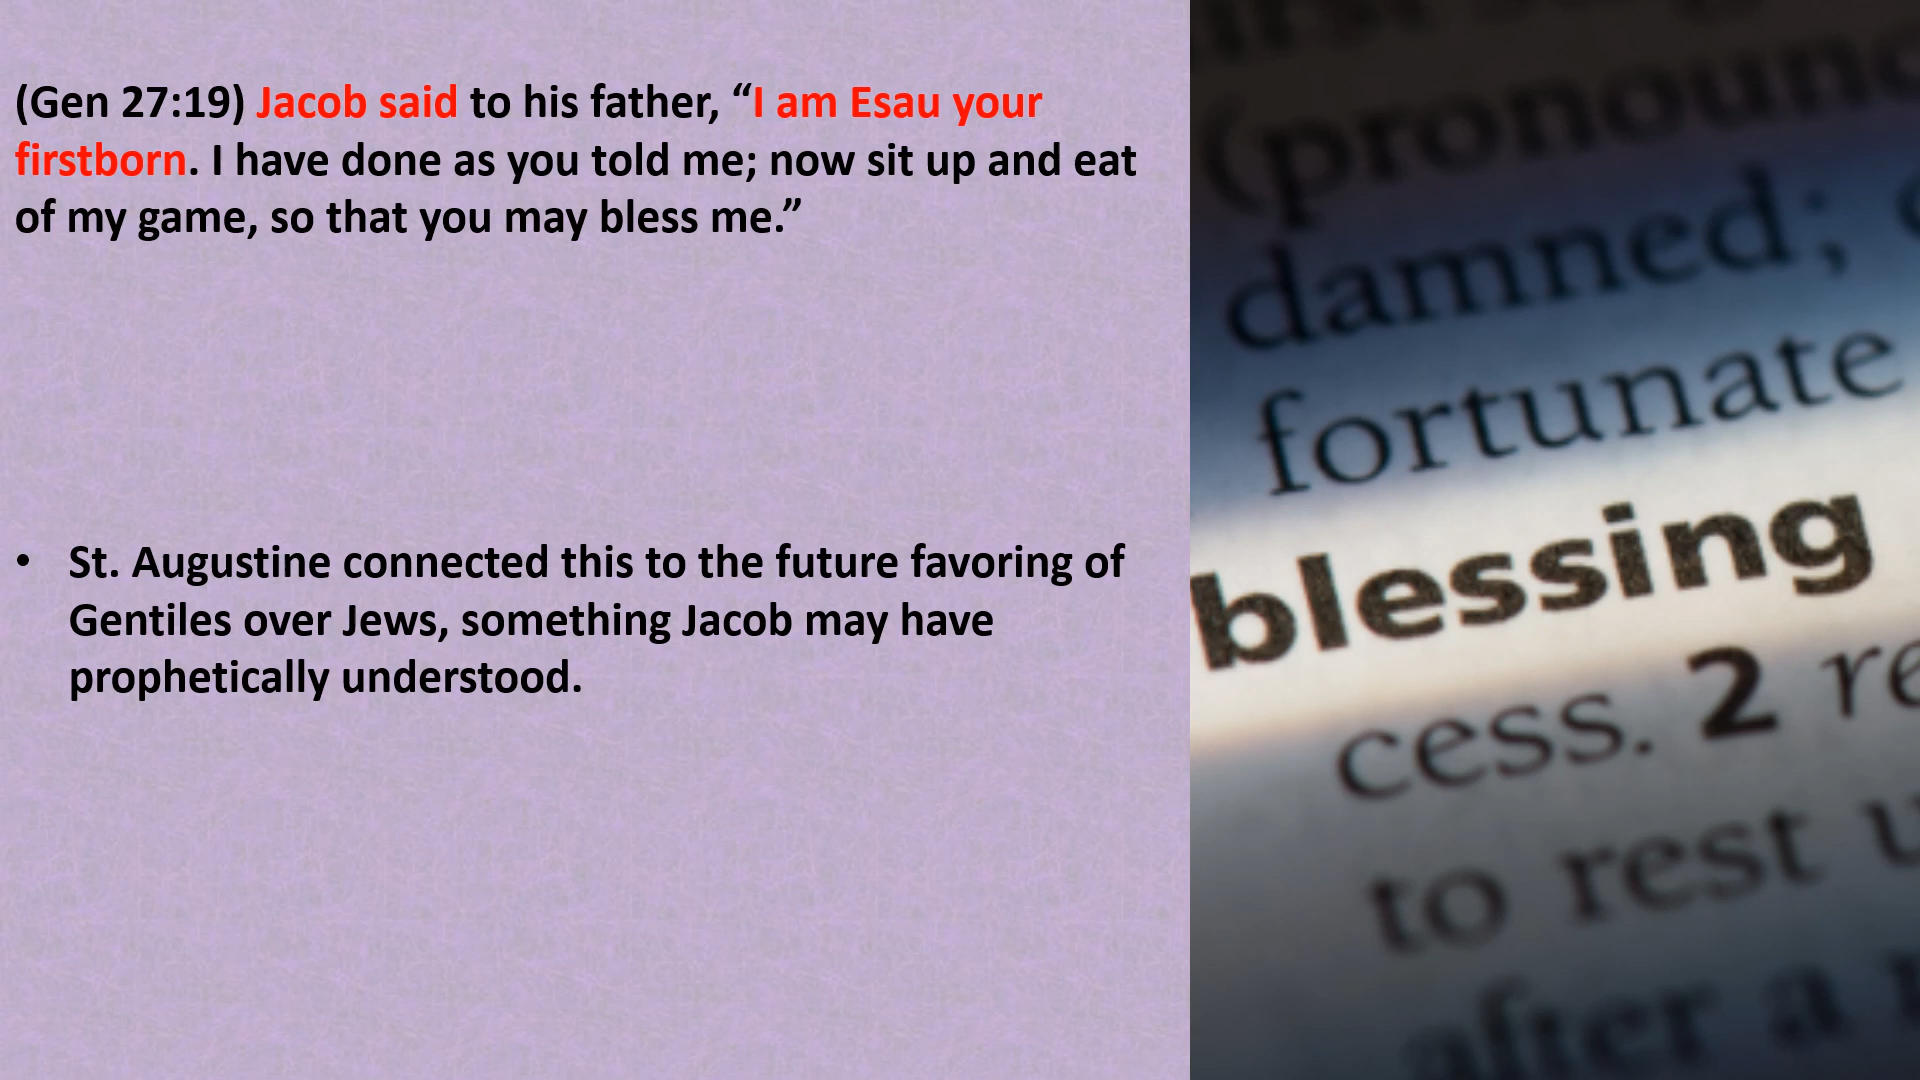 (Gen 27:19) Jacob said to his father, “I am Esau your
firstborn. I have done as you told me; now sit up and eat
of my game, so that you may bless me.”
• St. Augustine connected this to the future favoring of
Gentiles over Jews, something Jacob may have
prophetically understood.
(pronounc
damned;
fortunate
blessing
cess. 2 re
to rest u
after a